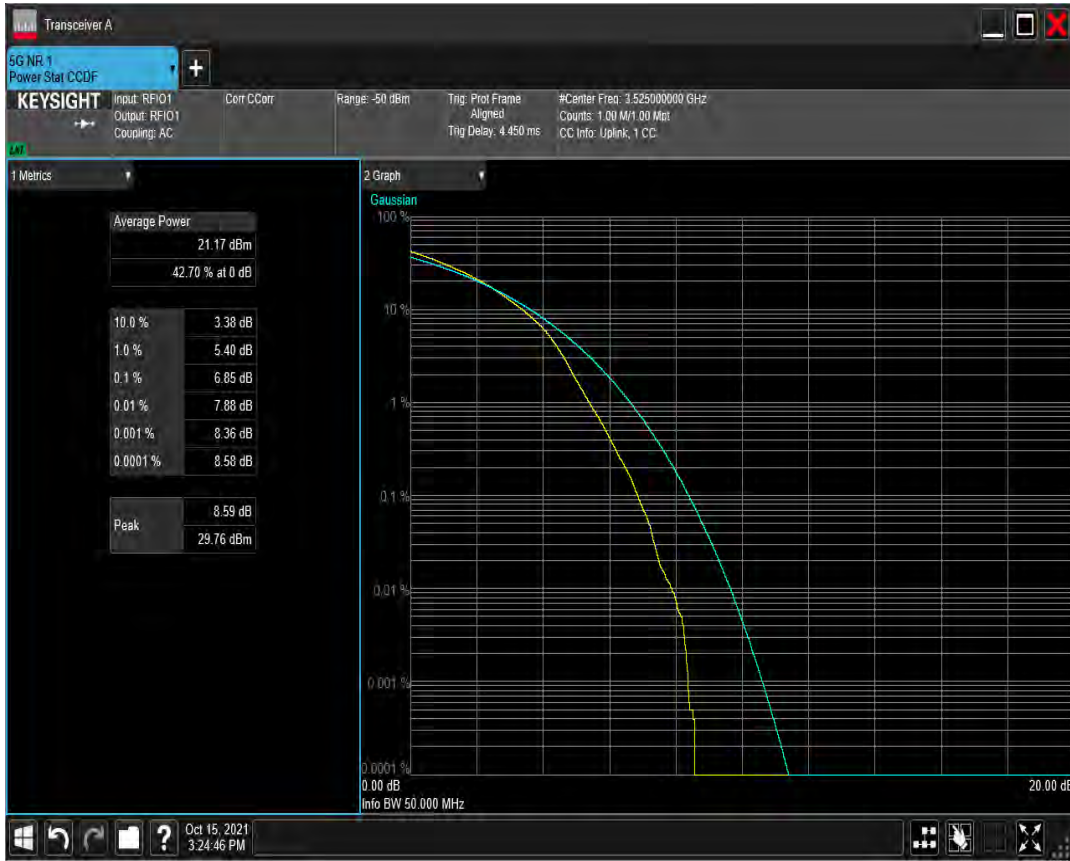 Transceiver A
5G NR 1
Power Stat CCDF
+
KEYSIGHT
Input: RFIO1
Output: RFIO1
Coupling: AC
Corr CCorr
Range: -50 dBm
Trig: Prot Frame
Aligned
Trig Delay: 4.450 ms
#Center Freq: 3.525000000 GHz
Counts: 1.00 M/1.00 Mpt
CC Info: Uplink, 1 CC
1 Metrics
2 Graph
Average Power
21.17 dBm
42.70 % at 0 dB
10.0 % 3.38 dB
1.0 % 5.40 dB
0.1 % 6.85 dB
0.01 % 7.88 dB
0.001 % 8.36 dB
0.0001 % 8.58 dB
Peak
8.59 dB
29.76 dBm
Gaussian
100 %
10 %
1 %
0.1 %
0.01 %
0.001 %
0.0001 %
0.00 dB
20.00 dB
Info BW 50.000 MHz
?
Oct 15, 2021
3:24:46 PM